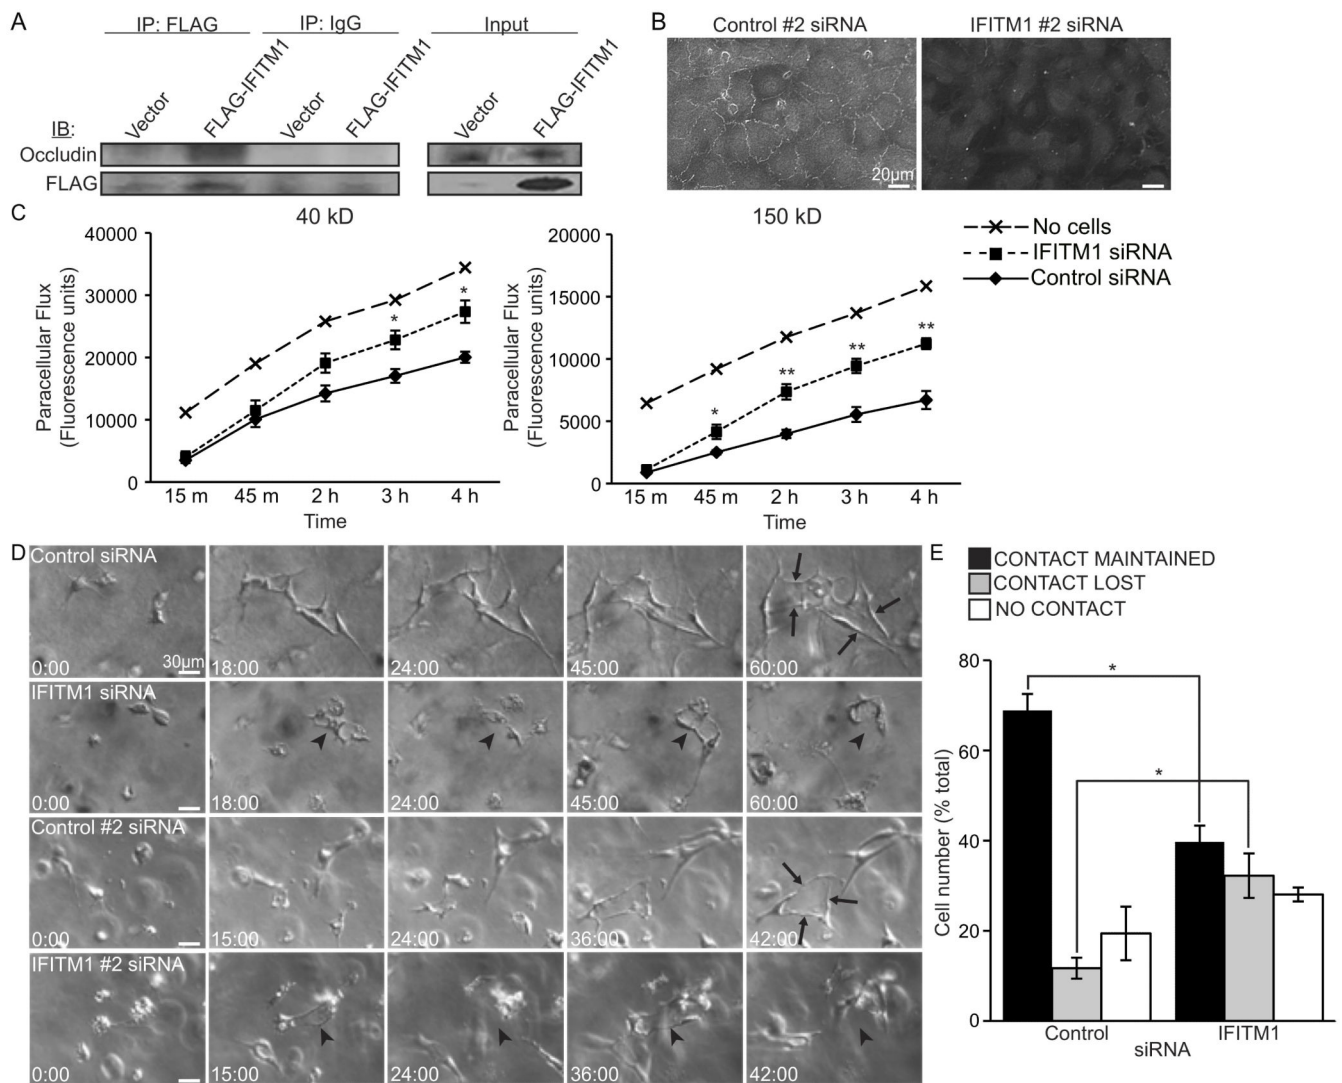 A
IP: FLAG
IP: IgG
Input
Vector
FLAG-IFITM1
Vector
FLAG-IFITM1
Vector
FLAG-IFITM1
IB:
Occludin
FLAG
B
Control #2 siRNA
IFITM1 #2 siRNA
20µm
C
40 kD
40000
30000
20000
10000
0
Paracellular Flux
(Fluorescence units)
* *
15 m 45 m 2 h 3 h 4 h
Time
150 kD
20000
15000
10000
5000
0
Paracellular Flux
(Fluorescence units)
* ** ** **
15 m 45 m 2 h 3 h 4 h
Time
No cells
IFITM1 siRNA
Control siRNA
D
Control siRNA
0:00 30µm 18:00 24:00 45:00 60:00
IFITM1 siRNA
0:00 18:00 24:00 45:00 60:00
Control #2 siRNA
0:00 15:00 24:00 36:00 42:00
IFITM1 #2 siRNA
0:00 15:00 24:00 36:00 42:00
E
CONTACT MAINTAINED
CONTACT LOST
NO CONTACT
80
60
40
20
0
Cell number (% total)
*
*
Control IFITM1
siRNA